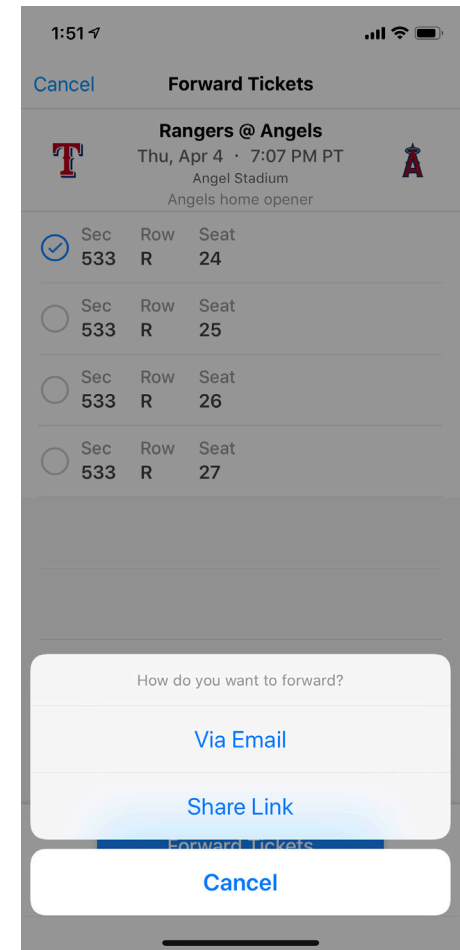 1:51
Cancel Forward Tickets
Rangers @ Angels
Thu, Apr 4 · 7:07 PM PT
Angel Stadium
Angels home opener
Sec Row Seat
533 R 24
Sec Row Seat
533 R 25
Sec Row Seat
533 R 26
Sec Row Seat
533 R 27
How do you want to forward?
Via Email
Share Link
Forward Tickets
Cancel